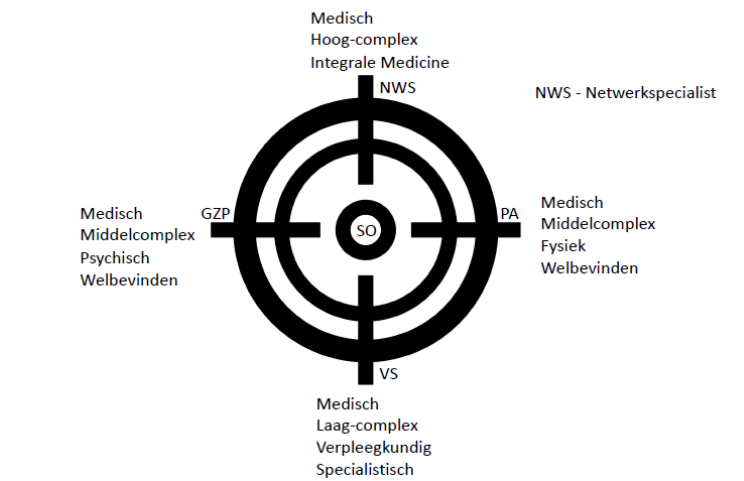 Medisch
Hoog-complex
Integrale Medicine
NWS
NWS - Netwerkspecialist
GZP
Medisch
Middelcomplex
Psychisch
Welbevinden
SO
PA
Medisch
Middelcomplex
Fysiek
Welbevinden
VS
Medisch
Laag-complex
Verpleegkundig
Specialistisch